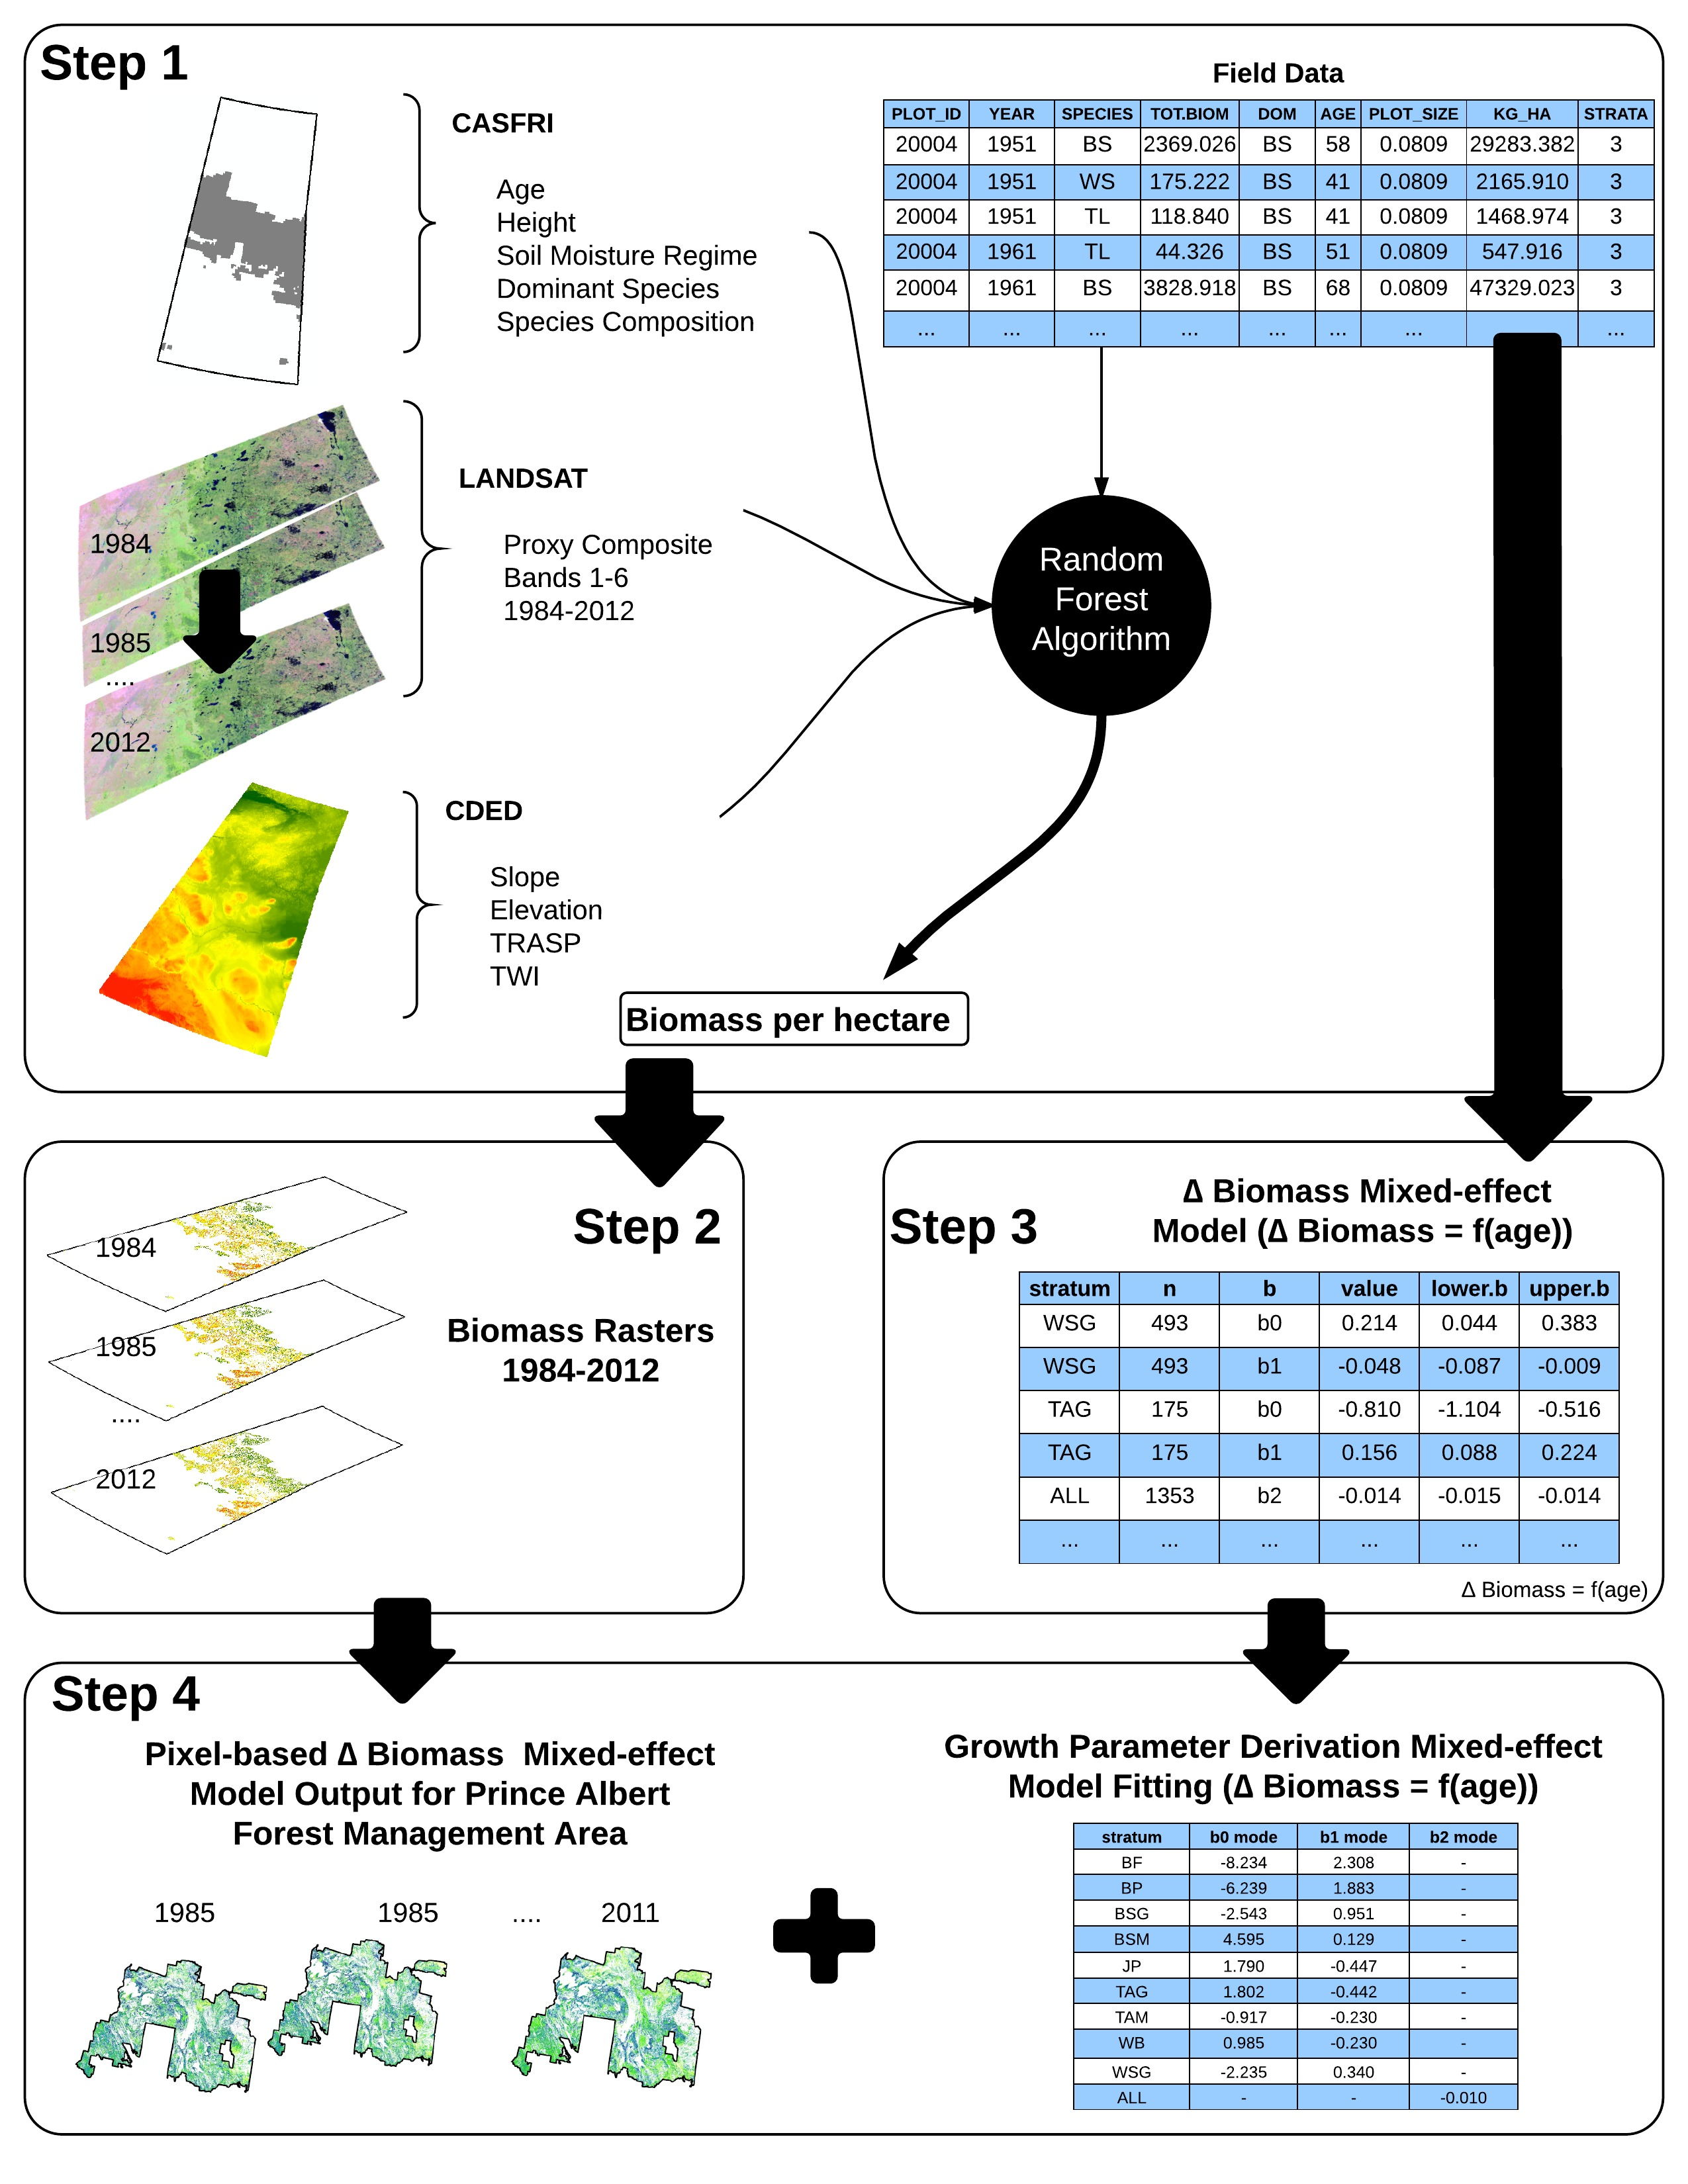 Step 1
CASFRI
Age
Height
Soil Moisture Regime
Dominant Species
Species Composition
Field Data
PLOT_ID YEAR SPECIES TOT.BIOM DOM AGE PLOT_SIZE KG_HA STRATA
20004 1951 BS 2369.026 BS 58 0.0809 29283.382 3
20004 1951 WS 175.222 BS 41 0.0809 2165.910 3
20004 1951 TL 118.840 BS 41 0.0809 1468.974 3
20004 1961 TL 44.326 BS 51 0.0809 547.916 3
20004 1961 BS 3828.918 BS 68 0.0809 47329.023 3
... ... ... ... ... ... ... ...
1984
1985
....
2012
LANDSAT
Proxy Composite
Bands 1-6
1984-2012
Random
Forest
Algorithm
CDED
Slope
Elevation
TRASP
TWI
Biomass per hectare
Step 2
1984
1985
....
2012
Biomass Rasters
1984-2012
Step 3
Δ Biomass Mixed-effect
Model (Δ Biomass = f(age))
stratum n b value lower.b upper.b
WSG 493 b0 0.214 0.044 0.383
WSG 493 b1 -0.048 -0.087 -0.009
TAG 175 b0 -0.810 -1.104 -0.516
TAG 175 b1 0.156 0.088 0.224
ALL 1353 b2 -0.014 -0.015 -0.014
... ... ... ... ... ...
Δ Biomass = f(age)
Step 4
Pixel-based Δ Biomass Mixed-effect
Model Output for Prince Albert
Forest Management Area
1985 1985 .... 2011
Growth Parameter Derivation Mixed-effect
Model Fitting (Δ Biomass = f(age))
stratum b0 mode b1 mode b2 mode
BF -8.234 2.308 -
BP -6.239 1.883 -
BSG -2.543 0.951 -
BSM 4.595 0.129 -
JP 1.790 -0.447 -
TAG 1.802 -0.442 -
TAM -0.917 -0.230 -
WB 0.985 -0.230 -
WSG -2.235 0.340 -
ALL - - -0.010